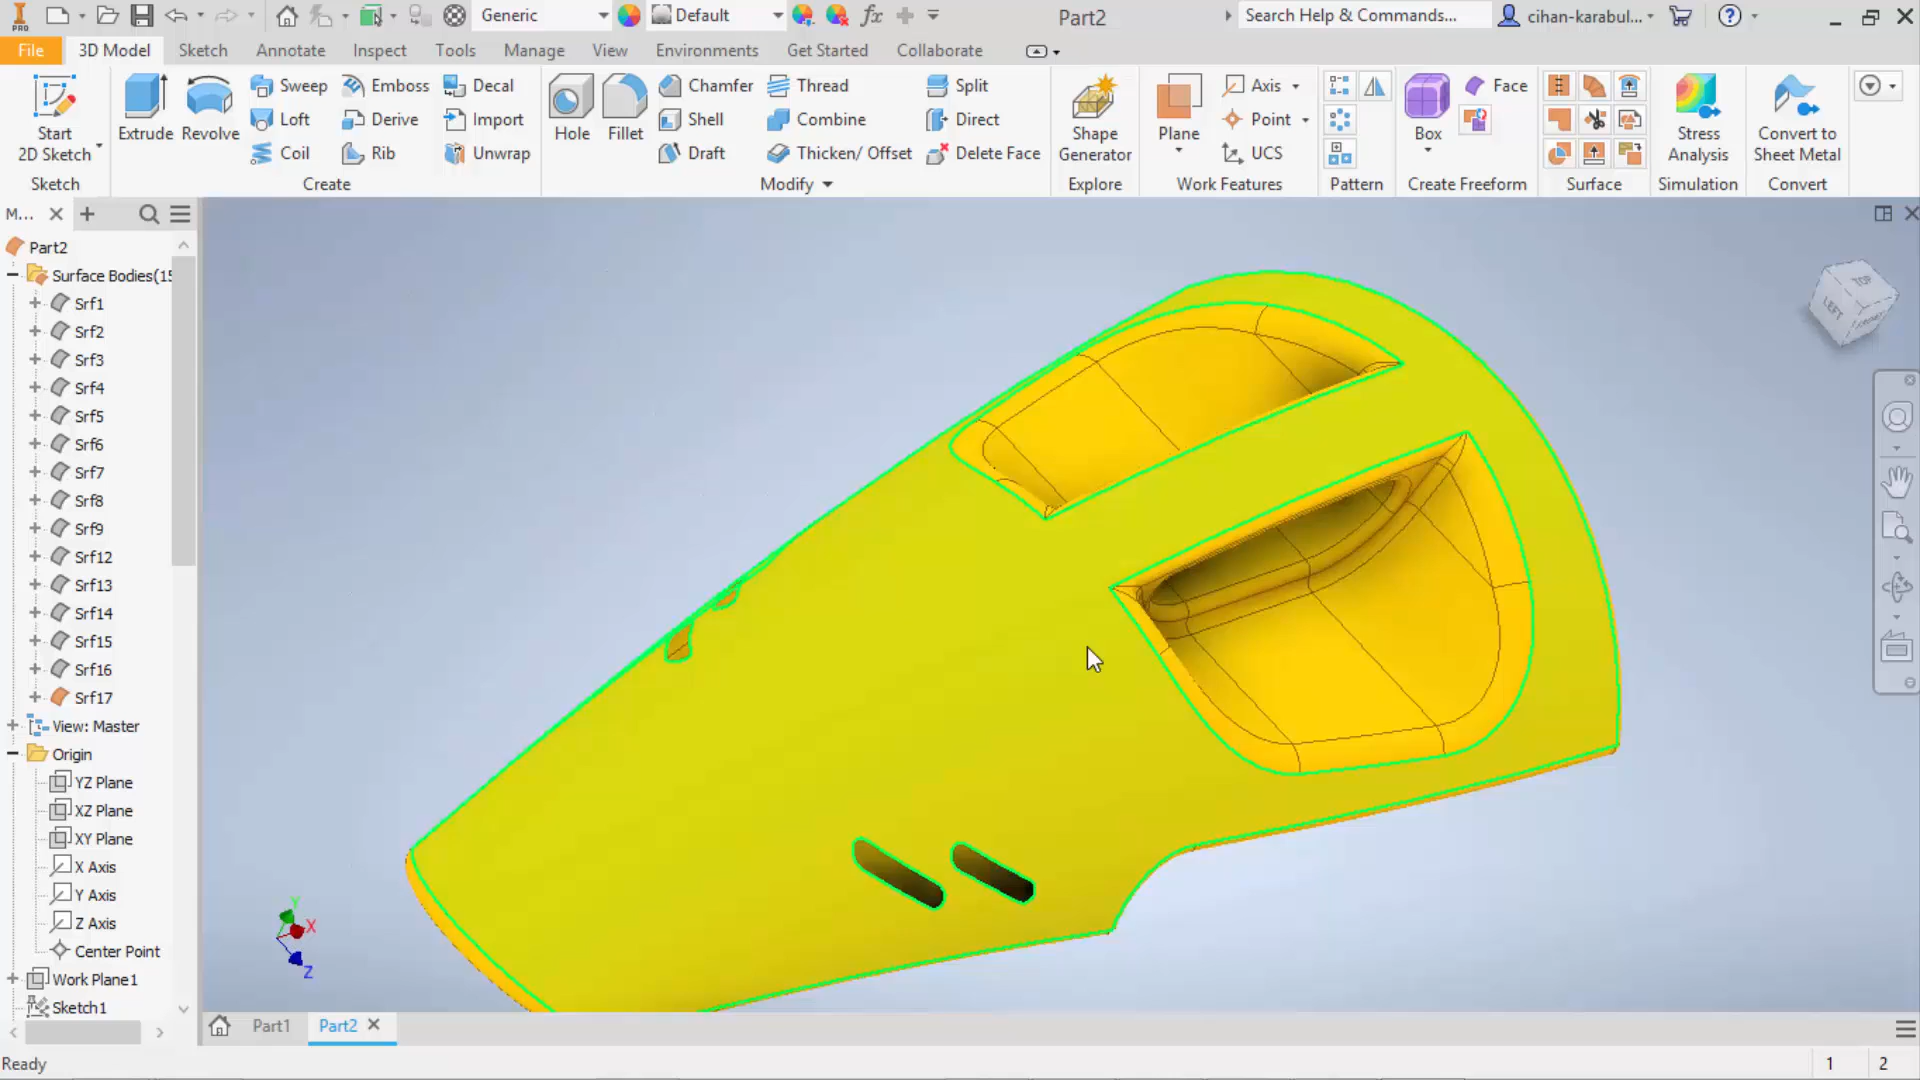 PRO
Generic
Default
fx
Part2
Search Help & Commands...
cihan-karabul...
File
3D Model
Sketch
Annotate
Inspect
Tools
Manage
View
Environments
Get Started
Collaborate
Start
2D Sketch
Sketch
Extrude
Revolve
Sweep
Loft
Coil
Emboss
Derive
Rib
Decal
Import
Unwrap
Create
Hole
Fillet
Chamfer
Shell
Draft
Thread
Combine
Thicken/ Offset
Split
Direct
Delete Face
Modify
Shape
Generator
Explore
Plane
Axis
Point
UCS
Work Features
Pattern
Box
Face
Create Freeform
Surface
Stress
Analysis
Simulation
Convert to
Sheet Metal
Convert
M...
Part2
Surface Bodies(15
Srf1
Srf2
Srf3
Srf4
Srf5
Srf6
Srf7
Srf8
Srf9
Srf12
Srf13
Srf14
Srf15
Srf16
Srf17
View: Master
Origin
YZ Plane
XZ Plane
XY Plane
X Axis
Y Axis
Z Axis
Center Point
Work Plane1
Sketch1
TOP
LEFT
Y
X
Z
Part1
Part2
Ready
1
2